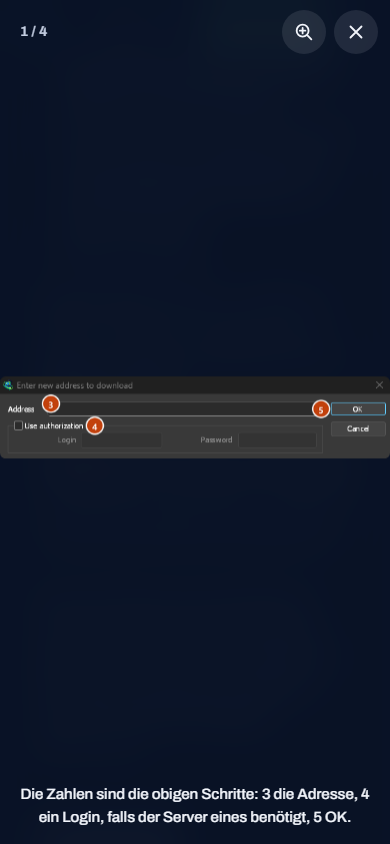 1 / 4
Enter new address to download
Address 3 5 OK
Use authorization 4 Cancel
Login Password
Die Zahlen sind die obigen Schritte: 3 die Adresse, 4
ein Login, falls der Server eines benötigt, 5 OK.